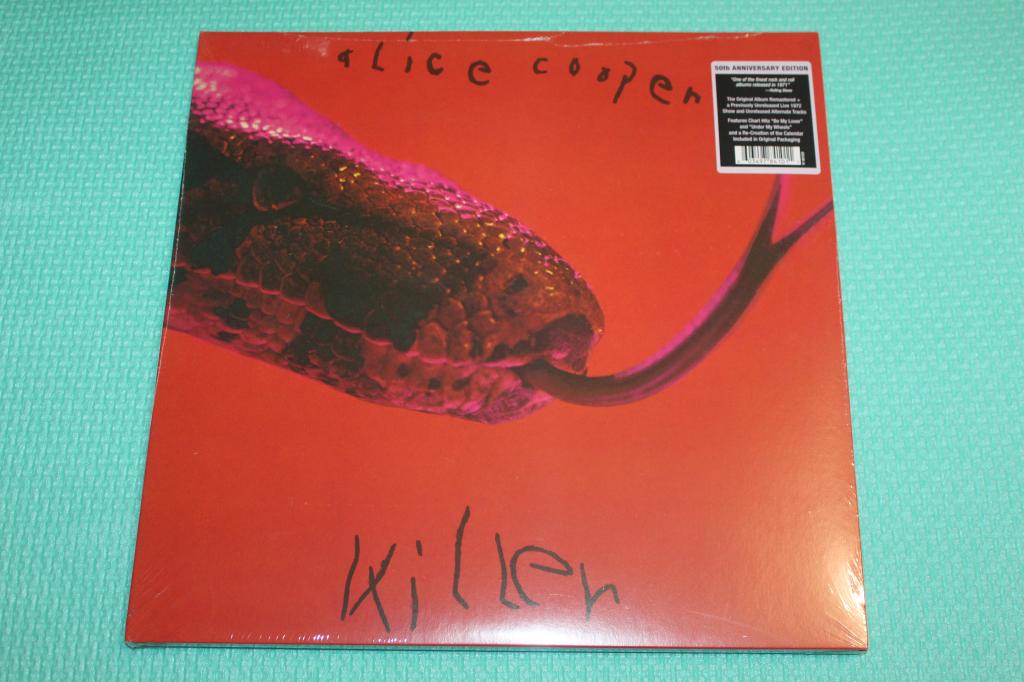 aLice cooper
50th ANNIVERSARY EDITION
"One of the finest rock and roll
albums released in 1971"
—Rolling Stone
The Original Album Remastered +
a Previously Unreleased Live 1972
Show and Unreleased Alternate Tracks
Features Chart Hits "Be My Lover"
and "Under My Wheels"
and a Re-Creation of the Calendar
Included in Original Packaging
Killer